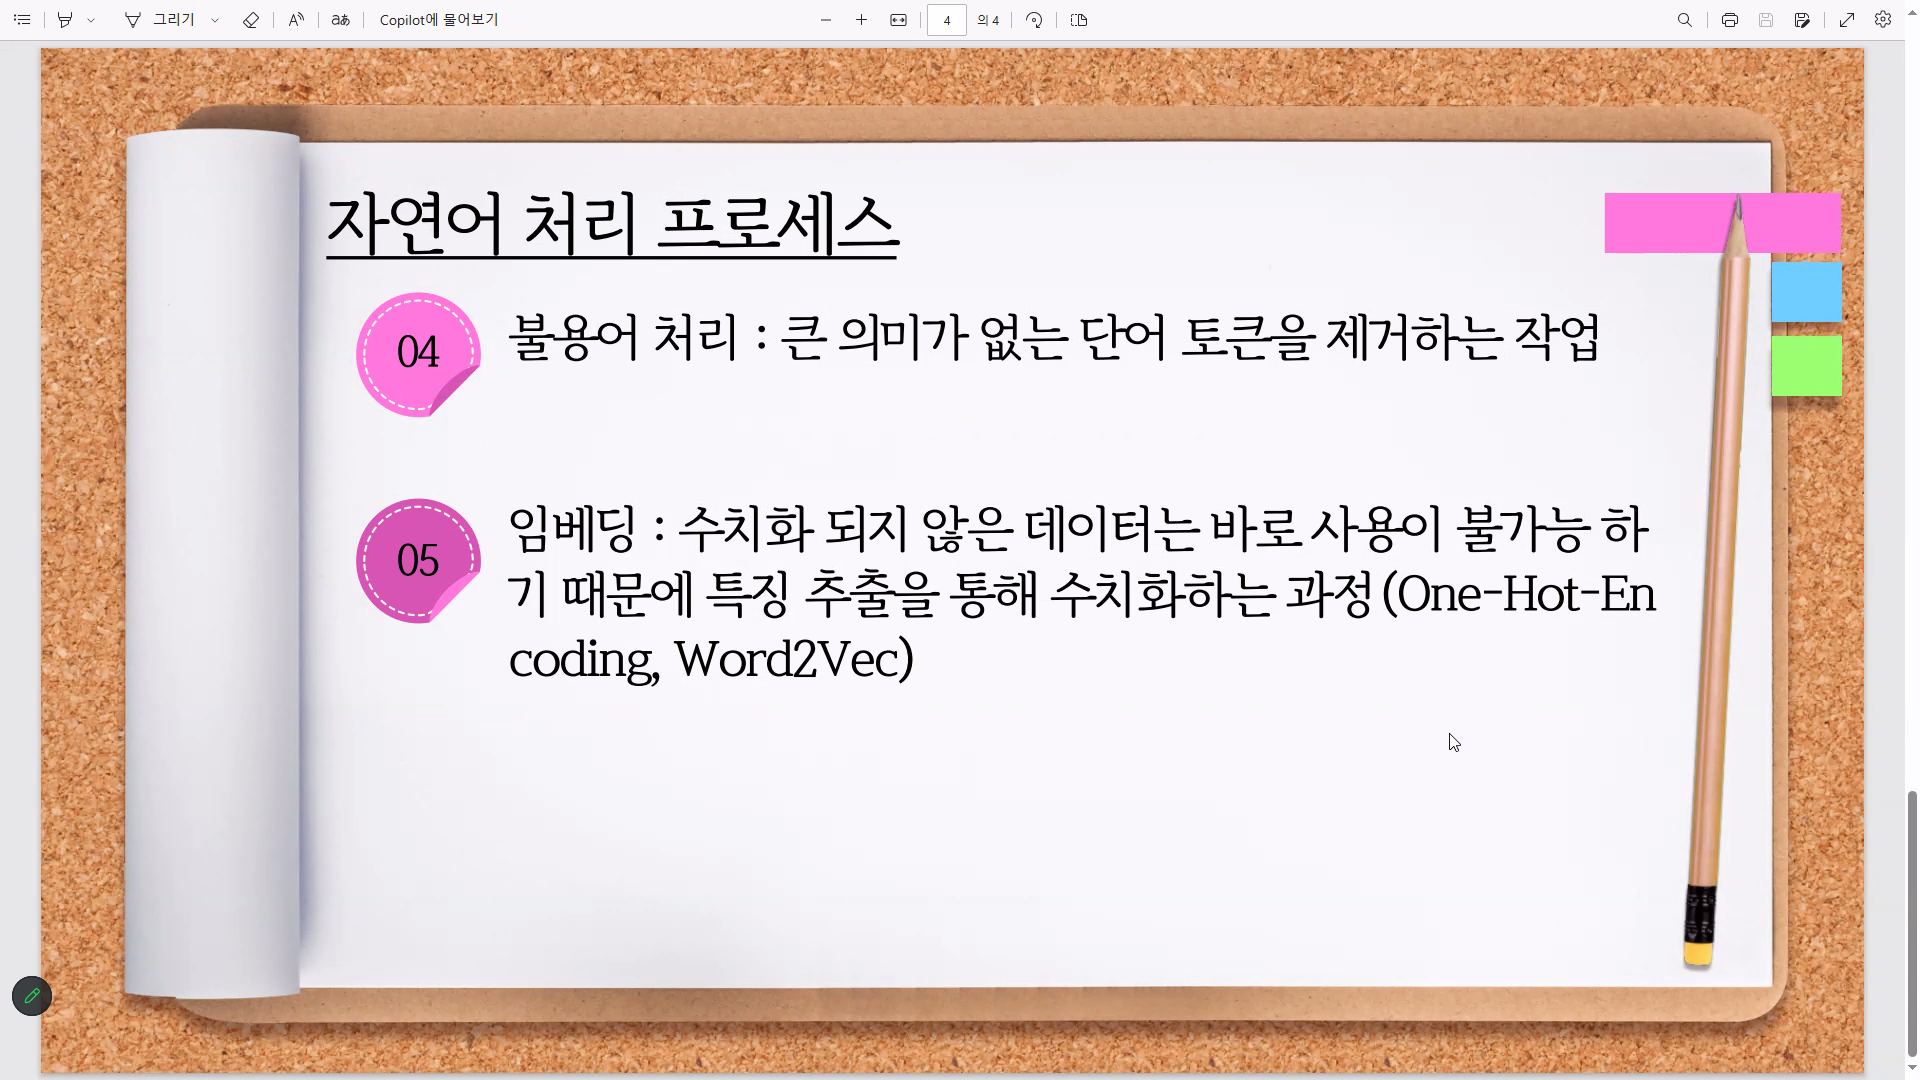 그리기
Copilot에 물어보기
4 의 4
자연어 처리 프로세스
04
불용어 처리 : 큰 의미가 없는 단어 토큰을 제거하는 작업
05
임베딩 : 수치화 되지 않은 데이터는 바로 사용이 불가능 하
기 때문에 특징 추출을 통해 수치화하는 과정(One-Hot-En
coding, Word2Vec)